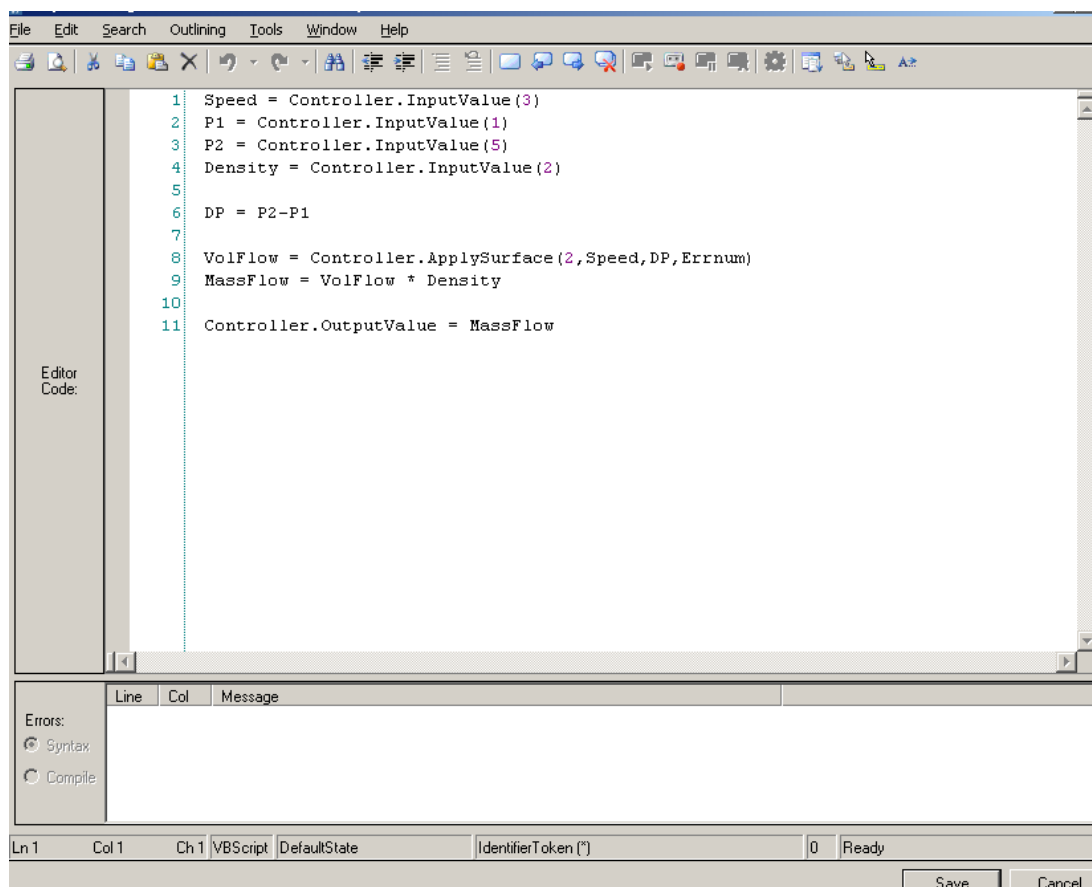 File Edit Search Outlining Tools Window Help
1 Speed = Controller.InputValue(3)
2 P1 = Controller.InputValue(1)
3 P2 = Controller.InputValue(5)
4 Density = Controller.InputValue(2)
5
6 DP = P2-P1
7
8 VolFlow = Controller.ApplySurface(2,Speed,DP,Errnum)
9 MassFlow = VolFlow * Density
10
11 Controller.OutputValue = MassFlow
Editor
Code:
Line Col Message
Errors:
Syntax
Compile
Ln 1 Col 1 Ch 1 VBScript DefaultState IdentifierToken (*) 0 Ready
Save Cancel